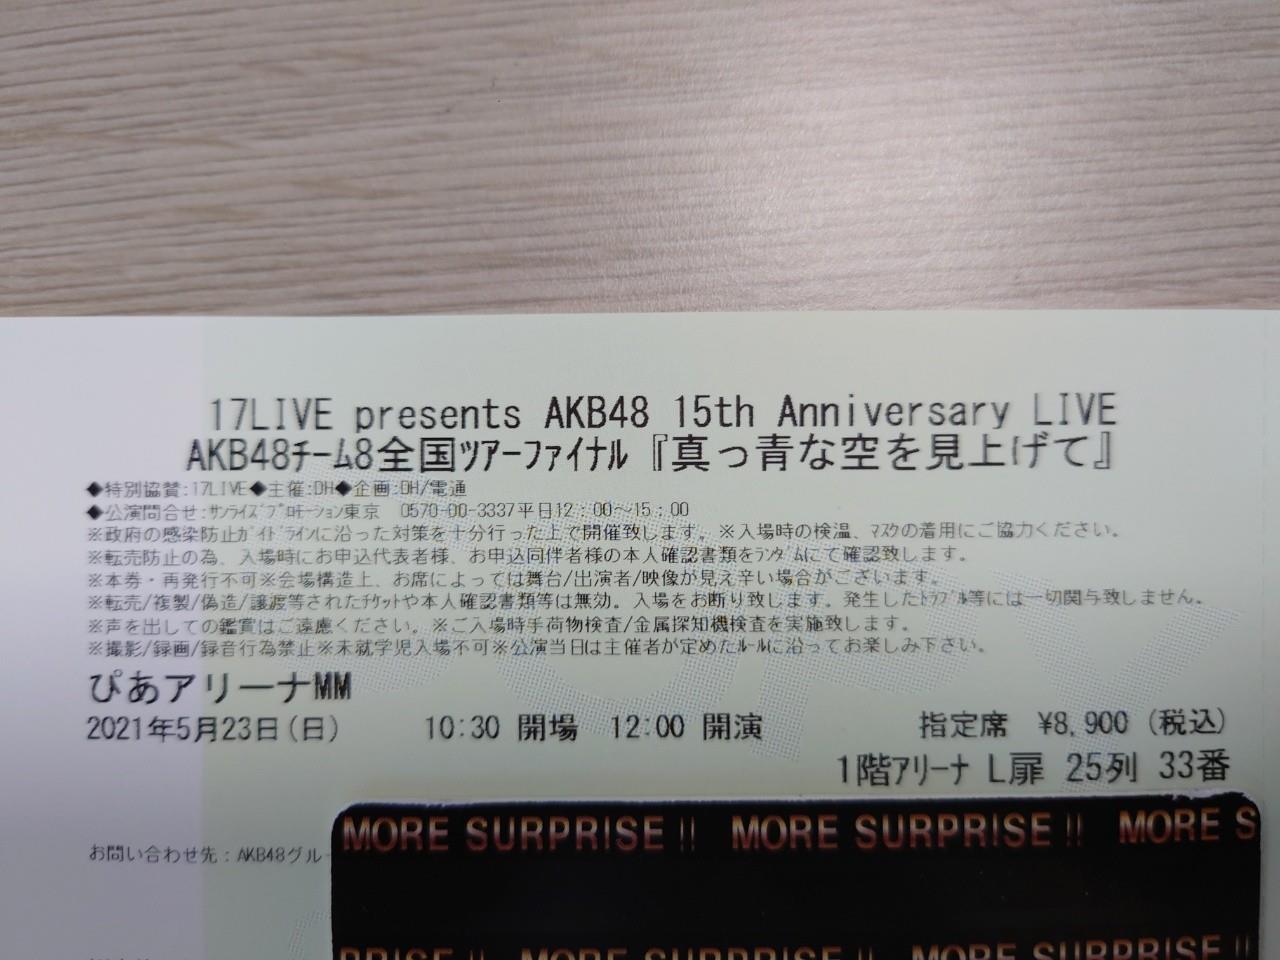 17LIVE presents AKB48 15th Anniversary LIVE
AKB48ﾁｰﾑ8全国ﾂｱｰﾌｧｲﾅﾙ『真っ青な空を見上げて』
◆特別協賛:17LIVE◆主催:DH◆企画:DH/電通
◆公演問合せ:ｻﾝﾗｲｽﾞﾌﾟﾛﾓｰｼｮﾝ東京 0570-00-3337平日12:00～15:00
※政府の感染防止ｶﾞｲﾄﾞﾗｲﾝに沿った対策を十分行った上で開催致します。※入場時の検温、ﾏｽｸの着用にご協力ください。
※転売防止の為、入場時にお申込代表者様、お申込同伴者様の本人確認書類をﾗﾝﾀﾞﾑにて確認致します。
※本券・再発行不可※会場構造上、お席によっては舞台/出演者/映像が見え辛い場合がございます。
※転売/複製/偽造/譲渡等されたﾁｹｯﾄや本人確認書類等は無効。入場をお断り致します。発生したﾄﾗﾌﾞﾙ等には一切関与致しません。
※声を出しての鑑賞はご遠慮ください。※ご入場時手荷物検査/金属探知機検査を実施致します。
※撮影/録画/録音行為禁止※未就学児入場不可※公演当日は主催者が定めたﾙｰﾙに沿ってお楽しみ下さい。
ぴあアリーナMM
2021年5月23日(日) 10:30 開場 12:00 開演 指定席 ¥8,900 (税込)
1階ｱﾘｰﾅ L扉 25列 33番
MORE SURPRISE!! MORE SURPRISE!! MORE S
お問い合わせ先:AKB48グルー
PRISE!! MORE SURPRISE!! MORE SURPRISE!!